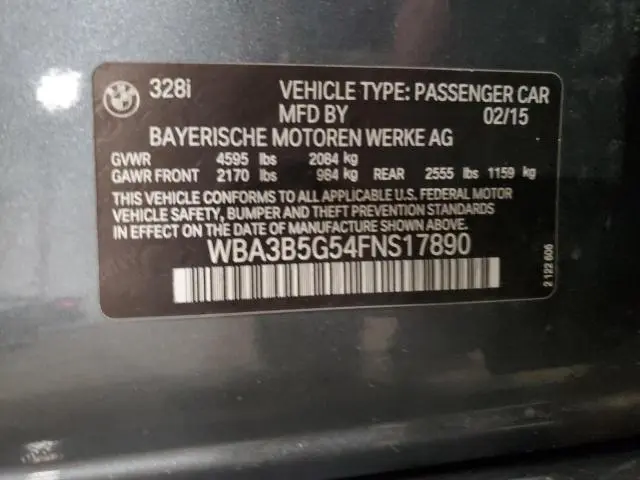 BMW
328i VEHICLE TYPE: PASSENGER CAR
MFD BY 02/15
BAYERISCHE MOTOREN WERKE AG
GVWR 4595 lbs 2084 kg
GAWR FRONT 2170 lbs 984 kg REAR 2555 lbs 1159 kg
THIS VEHICLE CONFORMS TO ALL APPLICABLE U.S. FEDERAL MOTOR
VEHICLE SAFETY, BUMPER AND THEFT PREVENTION STANDARDS
IN EFFECT ON THE DATE OF MANUFACTURE SHOWN ABOVE.
WBA3B5G54FNS17890
2 122 606